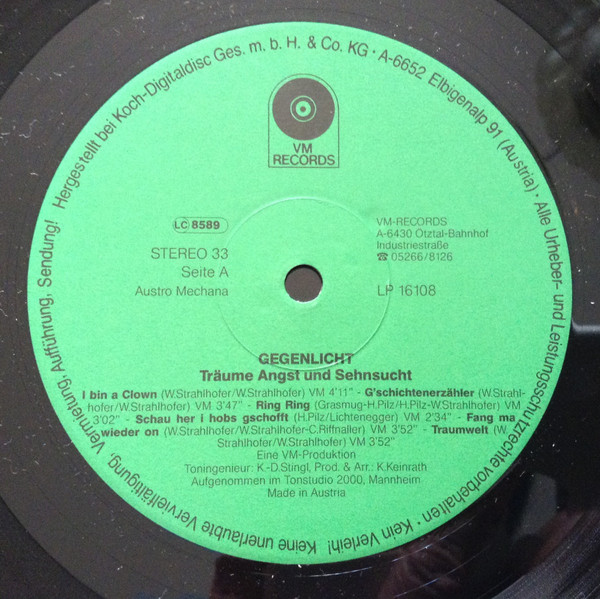 Hergestellt bei Koch-Digitaldisc Ges. m. b. H. & Co. KG · A-6652 Elbigenalp 91 (Austria) · Alle Urheber- und Leistungsschutzrechte vorbehalten · Kein Verleih! Keine unerlaubte Vervielfältigung, Vermietung, Aufführung, Sendung!
VM
RECORDS
LC 8589
STEREO 33
Seite A
Austro Mechana
VM-RECORDS
A-6430 Ötztal-Bahnhof
Industriestraße
☎ 05266/8126
LP 16108
GEGENLICHT
Träume Angst und Sehnsucht
I bin a Clown (W.Strahlhofer/W.Strahlhofer) VM 4'11" - G'schichtenerzähler (W.Strahl-
hofer/W.Strahlhofer) VM 3'47" - Ring Ring (Grasmug-H.Pilz/H.Pilz-W.Strahlhofer) VM
3'02" - Schau her i hobs gschofft (H.Pilz/Lichtenegger) VM 2'34" - Fang ma
wieder on (W.Strahlhofer/W.Strahlhofer-C.Riffnaller) VM 3'52" - Traumwelt (W.
Strahlhofer/W.Strahlhofer) VM 3'52"
Eine VM-Produktion
Toningenieur: K.-D.Stingl, Prod. & Arr.: K.Keinrath
Aufgenommen im Tonstudio 2000, Mannheim
Made in Austria